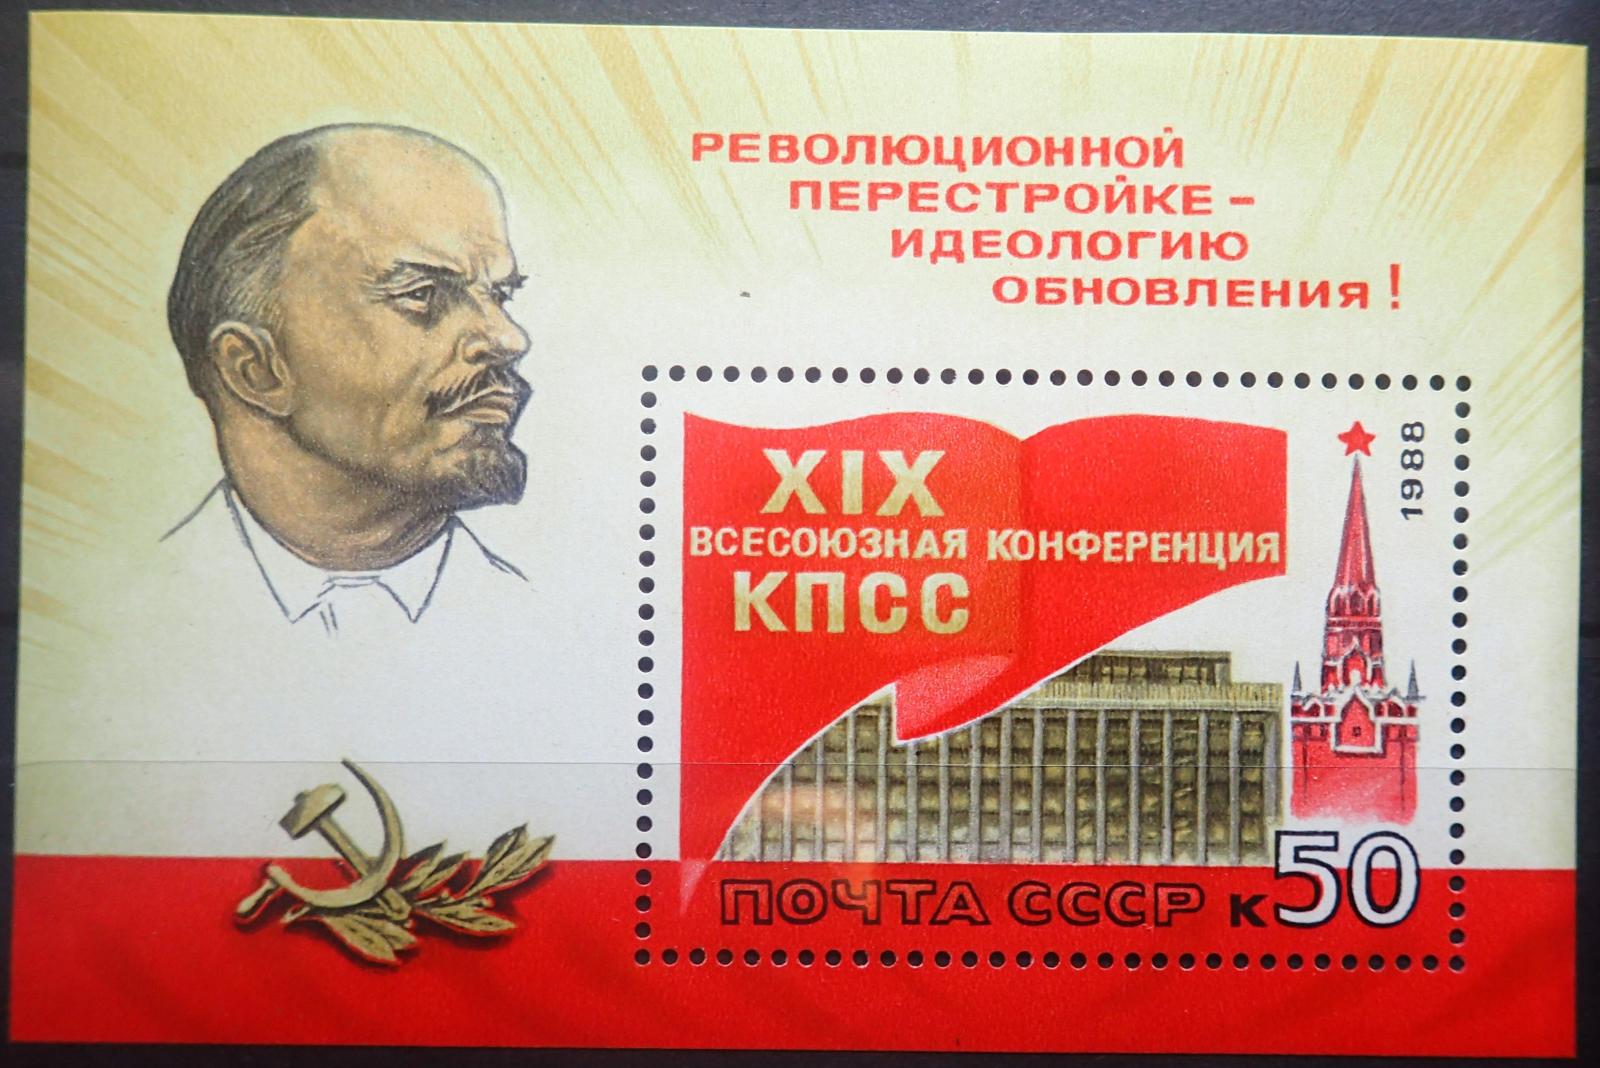 РЕВОЛЮЦИОННОЙ
ПЕРЕСТРОЙКЕ –
ИДЕОЛОГИЮ
ОБНОВЛЕНИЯ!
XIX
ВСЕСОЮЗНАЯ КОНФЕРЕНЦИЯ
КПСС
1988
ПОЧТА СССР к50